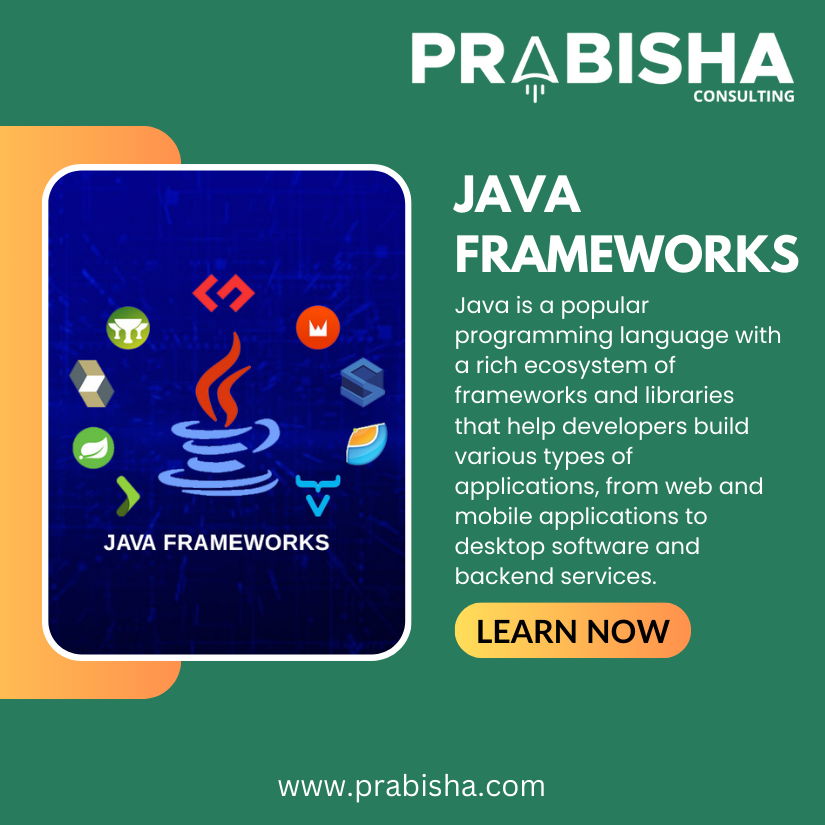 PRABISHA
CONSULTING
JAVA
FRAMEWORKS
Java is a popular
programming language with
a rich ecosystem of
frameworks and libraries
that help developers build
various types of
applications, from web and
mobile applications to
desktop software and
backend services.
LEARN NOW
JAVA FRAMEWORKS
www.prabisha.com